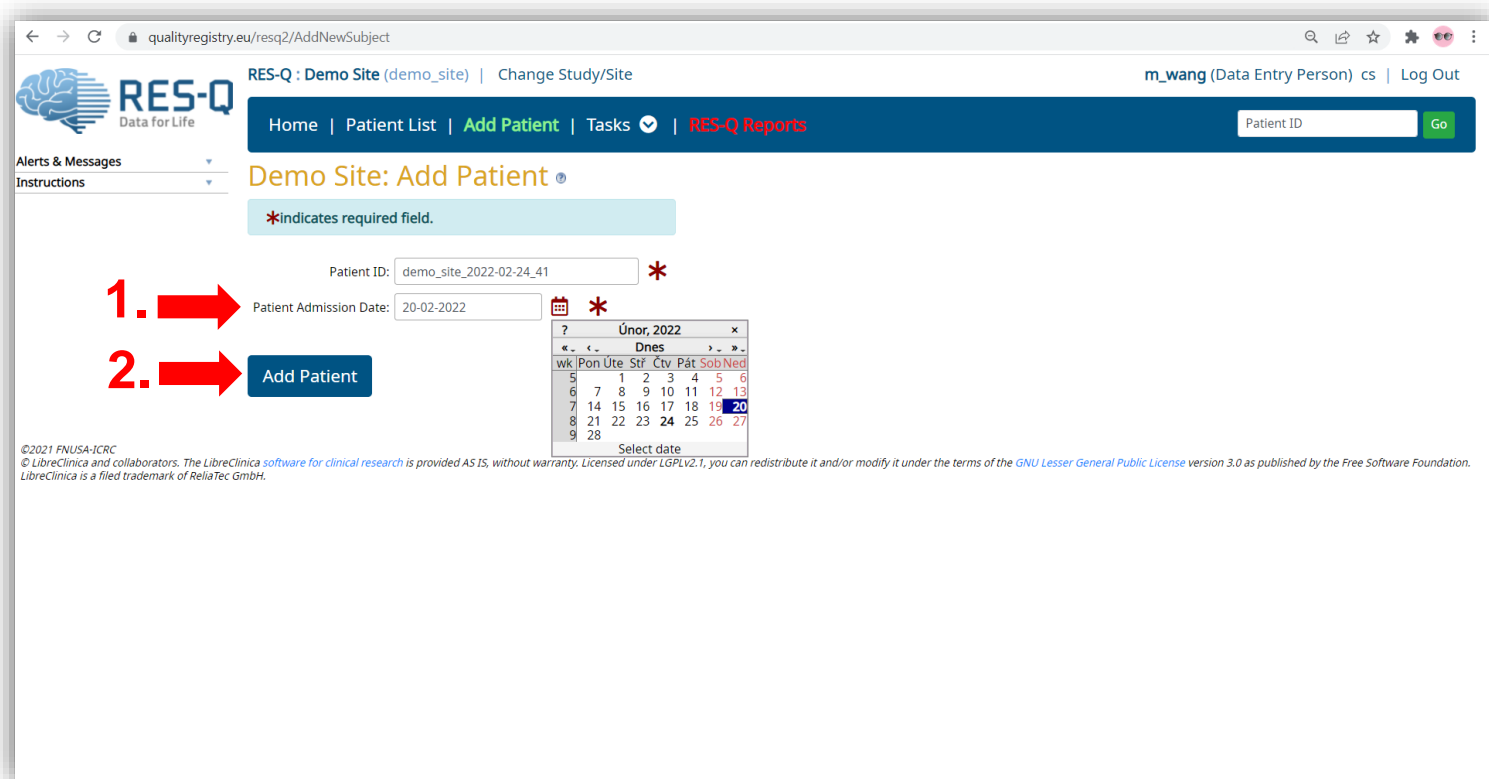 qualityregistry.eu/resq2/AddNewSubject
RES-Q
Data for Life
RES-Q : Demo Site (demo_site) | Change Study/Site
m_wang (Data Entry Person) cs | Log Out
Home | Patient List | Add Patient | Tasks | RES-Q Reports
Patient ID
Go
Alerts & Messages
Instructions
Demo Site: Add Patient ?
*indicates required field.
Patient ID: demo_site_2022-02-24_41 *
1.
Patient Admission Date: 20-02-2022 *
2.
Add Patient
? Únor, 2022 ×
« ‹ Dnes › »
wk Pon Úte Stř Čtv Pát Sob Ned
5 1 2 3 4 5 6
6 7 8 9 10 11 12 13
7 14 15 16 17 18 19 20
8 21 22 23 24 25 26 27
9 28
Select date
©2021 FNUSA-ICRC
© LibreClinica and collaborators. The LibreClinica software for clinical research is provided AS IS, without warranty. Licensed under LGPLv2.1, you can redistribute it and/or modify it under the terms of the GNU Lesser General Public License version 3.0 as published by the Free Software Foundation.
LibreClinica is a filed trademark of ReliaTec GmbH.